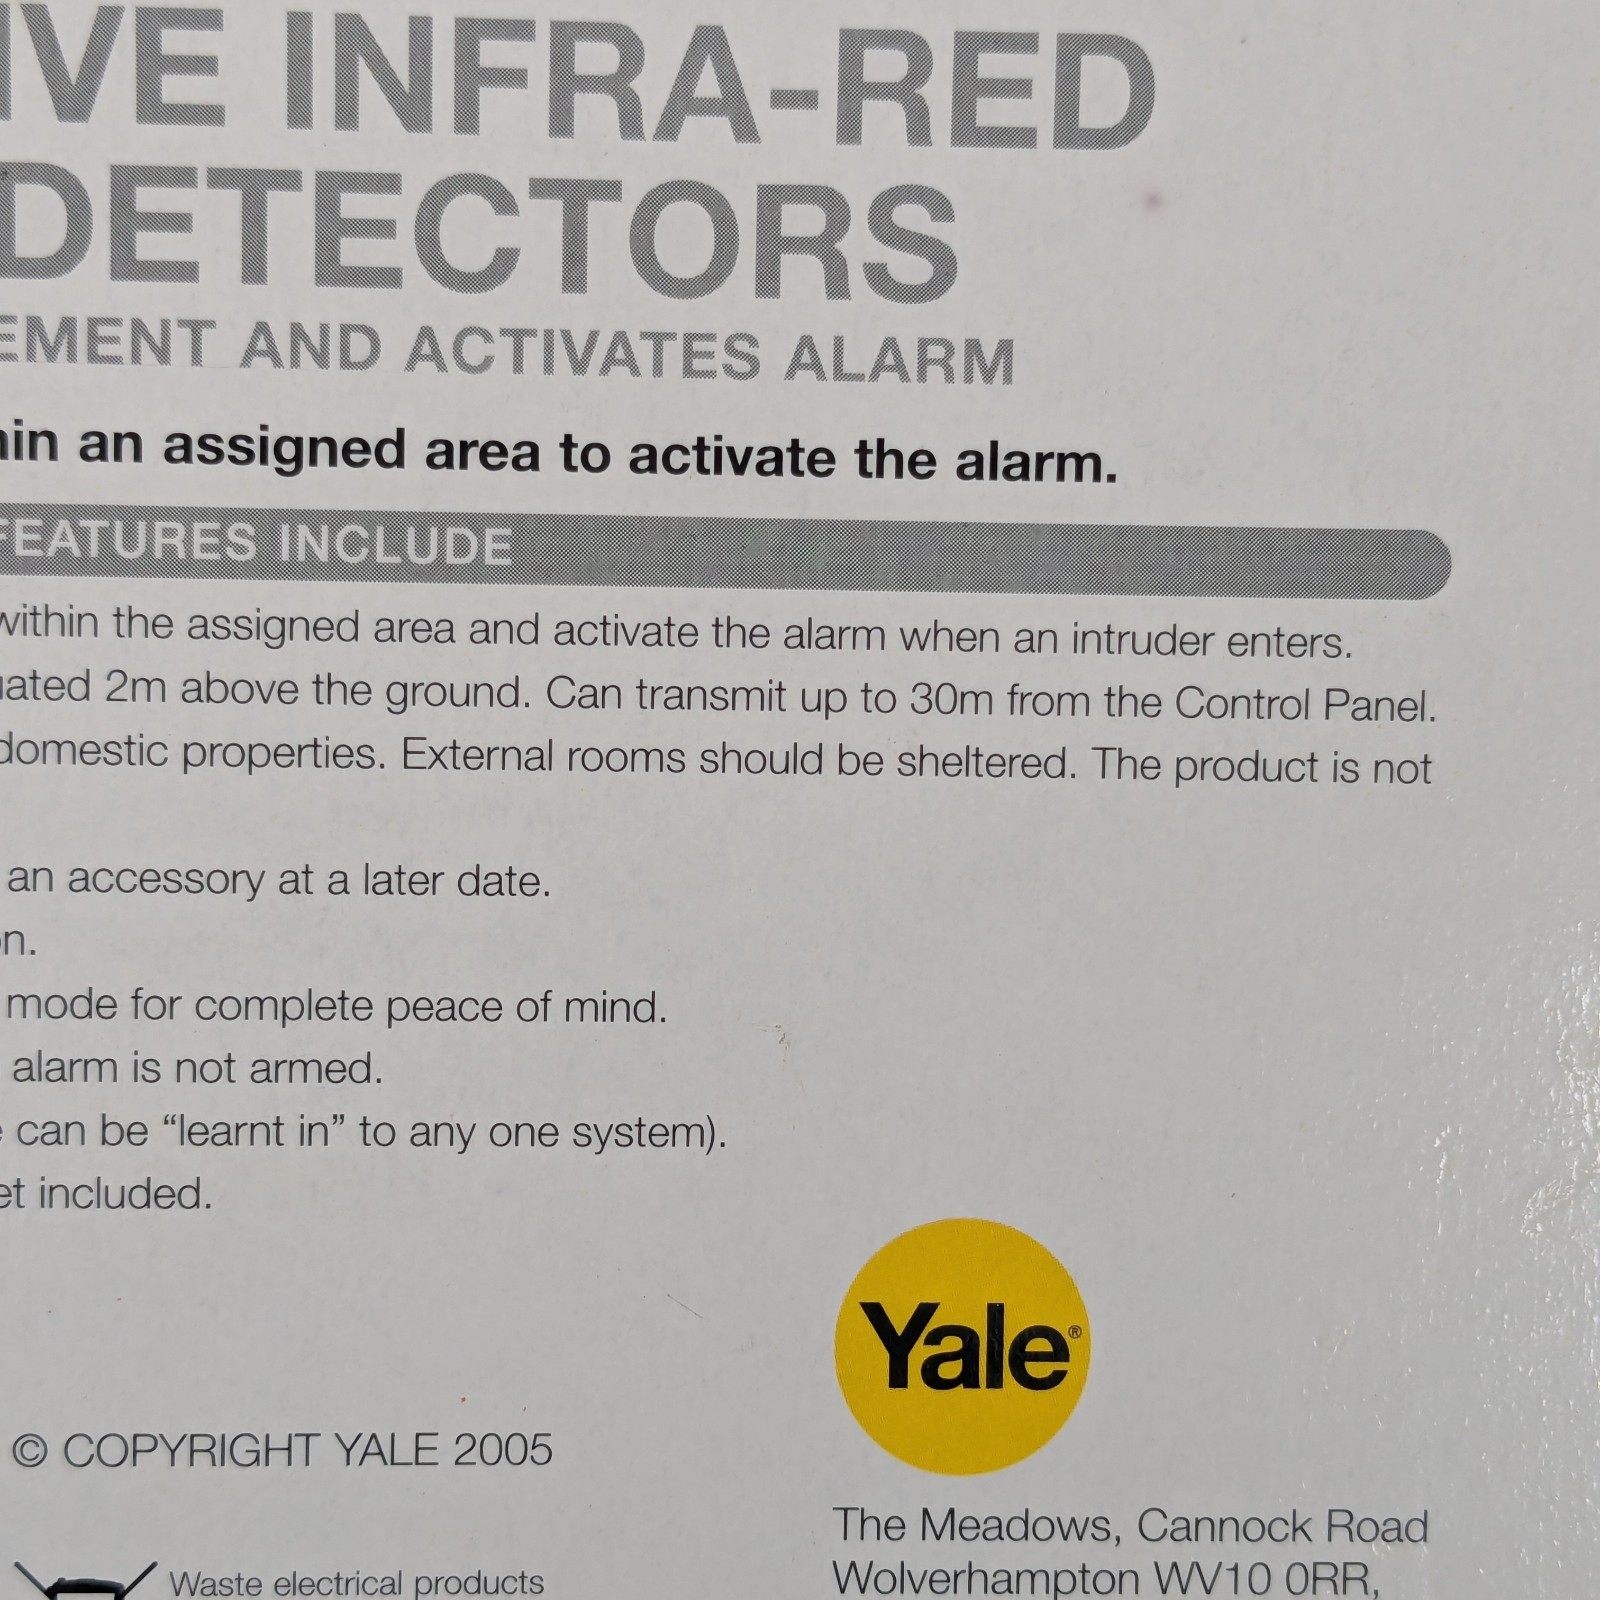 IVE INFRA-RED
DETECTORS
EMENT AND ACTIVATES ALARM
hin an assigned area to activate the alarm.
FEATURES INCLUDE
within the assigned area and activate the alarm when an intruder enters.
uated 2m above the ground. Can transmit up to 30m from the Control Panel.
domestic properties. External rooms should be sheltered. The product is not
an accessory at a later date.
on.
mode for complete peace of mind.
alarm is not armed.
e can be “learnt in” to any one system).
et included.
Yale®
© COPYRIGHT YALE 2005
The Meadows, Cannock Road
Wolverhampton WV10 0RR,
Waste electrical products